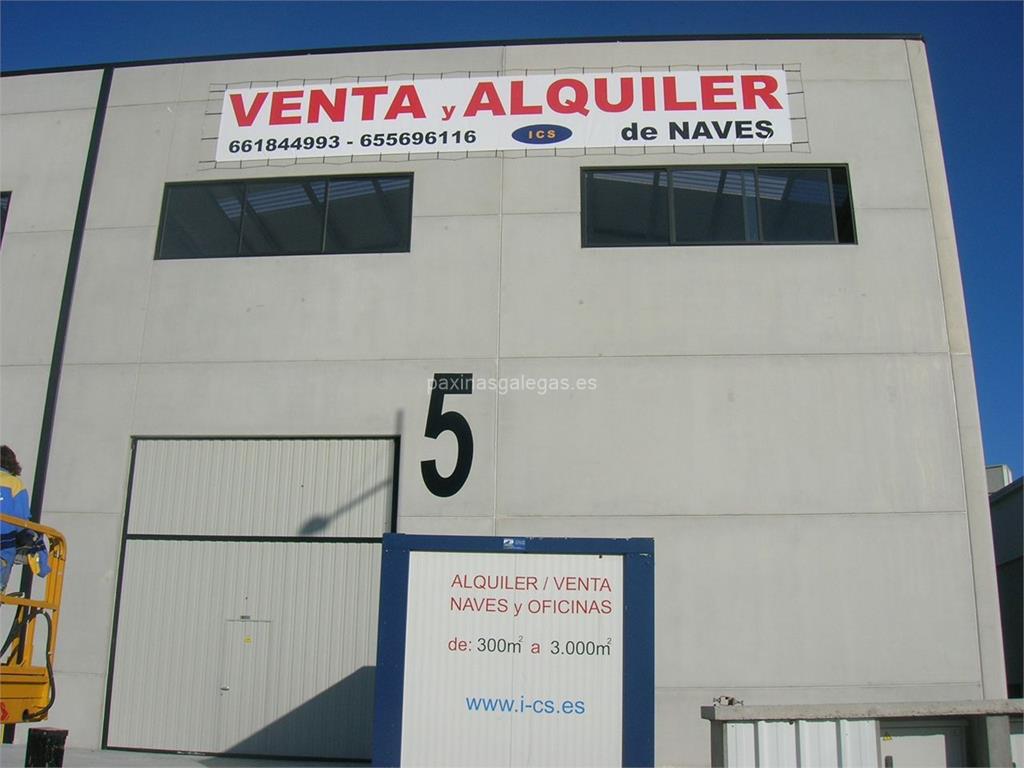 VENTA y ALQUILER
661844993 - 655696116 ICS de NAVES
paxinasgalegas.es
5
ALQUILER / VENTA
NAVES y OFICINAS
de: 300m² a 3.000m²
www.i-cs.es